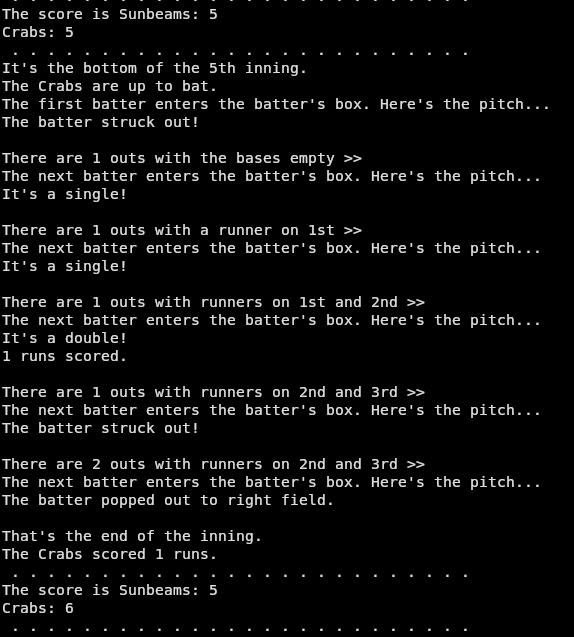 . . . . . . . . . . . . . . . . . . . . . . . . . .
The score is Sunbeams: 5
Crabs: 5
. . . . . . . . . . . . . . . . . . . . . . . . . .
It's the bottom of the 5th inning.
The Crabs are up to bat.
The first batter enters the batter's box. Here's the pitch...
The batter struck out!
There are 1 outs with the bases empty >>
The next batter enters the batter's box. Here's the pitch...
It's a single!
There are 1 outs with a runner on 1st >>
The next batter enters the batter's box. Here's the pitch...
It's a single!
There are 1 outs with runners on 1st and 2nd >>
The next batter enters the batter's box. Here's the pitch...
It's a double!
1 runs scored.
There are 1 outs with runners on 2nd and 3rd >>
The next batter enters the batter's box. Here's the pitch...
The batter struck out!
There are 2 outs with runners on 2nd and 3rd >>
The next batter enters the batter's box. Here's the pitch...
The batter popped out to right field.
That's the end of the inning.
The Crabs scored 1 runs.
. . . . . . . . . . . . . . . . . . . . . . . . . .
The score is Sunbeams: 5
Crabs: 6
. . . . . . . . . . . . . . . . . . . . . . . . . .